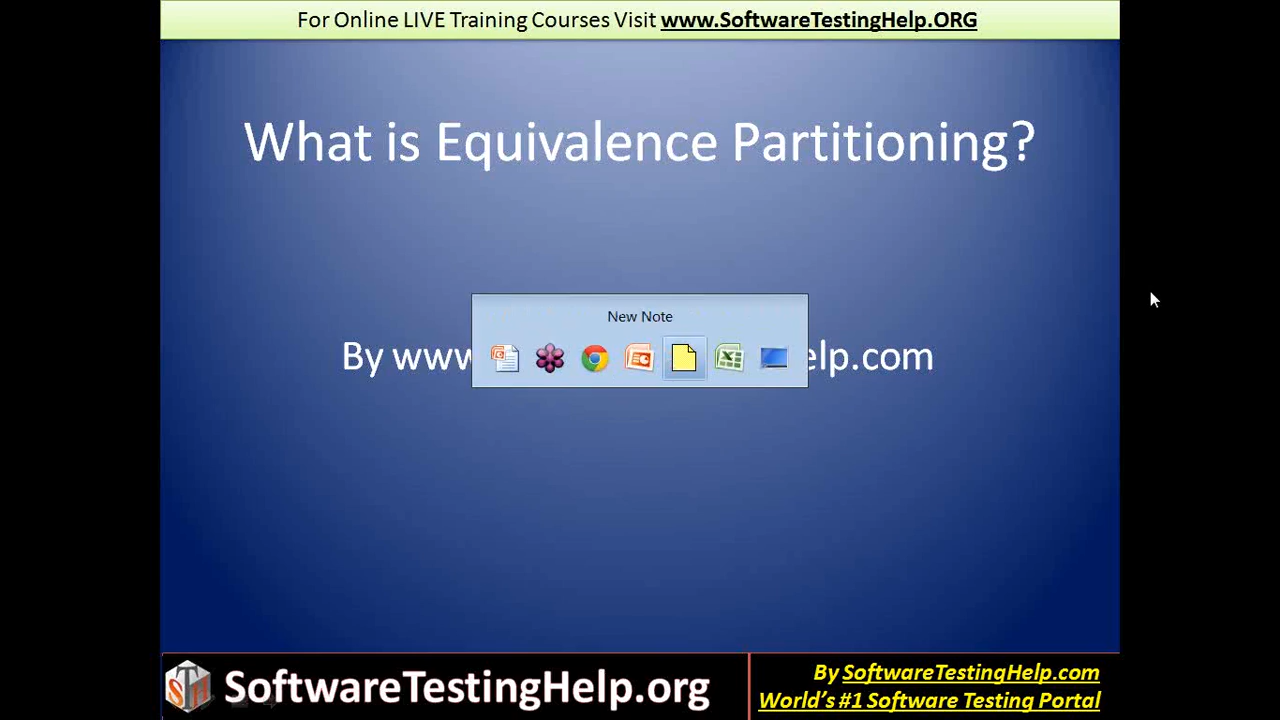 For Online LIVE Training Courses Visit www.SoftwareTestingHelp.ORG
What is Equivalence Partitioning?
New Note
By www elp.com
STH SoftwareTestingHelp.org
By SoftwareTestingHelp.com
World's #1 Software Testing Portal